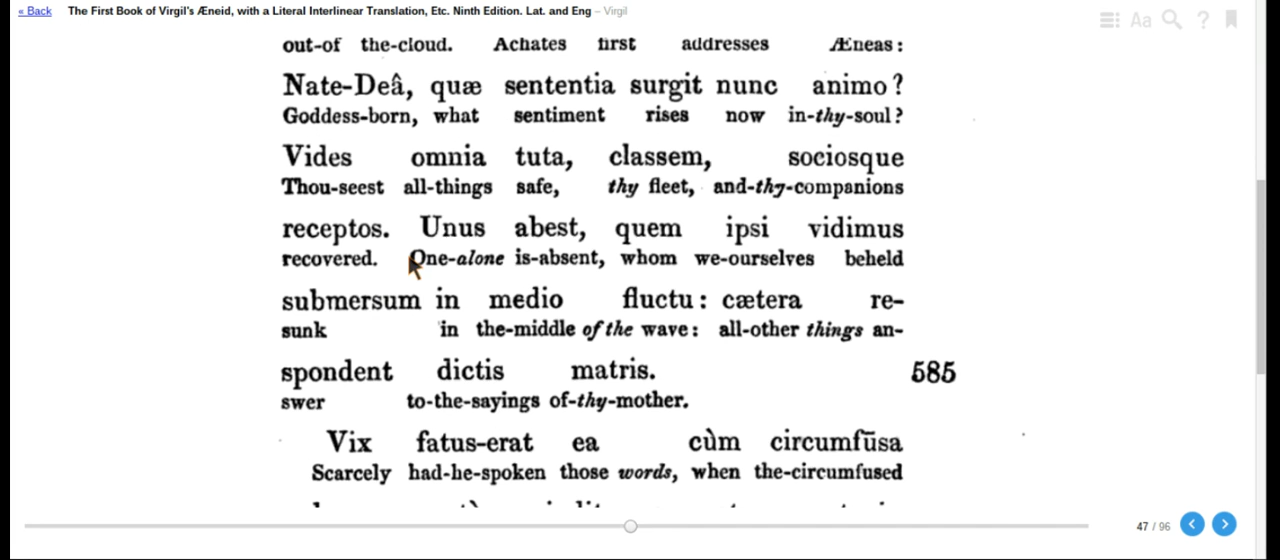 « Back The First Book of Virgil's Æneid, with a Literal Interlinear Translation, Etc. Ninth Edition. Lat. and Eng – Virgil
out-of the-cloud. Achates first addresses Æneas:
Nate-Deâ, quæ sententia surgit nunc animo?
Goddess-born, what sentiment rises now in-thy-soul?
Vides omnia tuta, classem, sociosque
Thou-seest all-things safe, thy fleet, and-thy-companions
receptos. Unus abest, quem ipsi vidimus
recovered. One-alone is-absent, whom we-ourselves beheld
submersum in medio fluctu: cætera re-
sunk in the-middle of the wave: all-other things an-
spondent dictis matris. 585
swer to-the-sayings of-thy-mother.
Vix fatus-erat ea cùm circumfūsa
Scarcely had-he-spoken those words, when the-circumfused
47 / 96